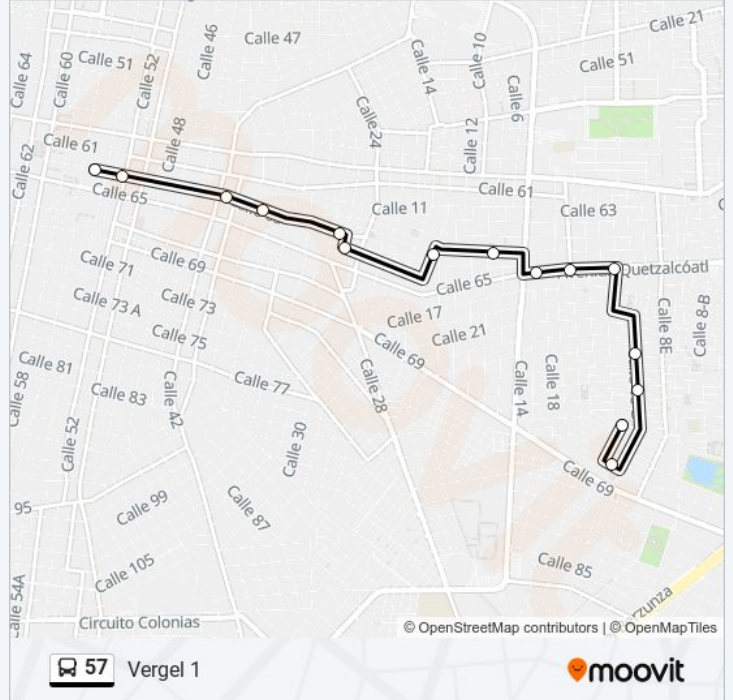 Calle 21
Calle 46
Calle 47
Calle 10
Calle 14
Calle 51
Calle 52
Calle 60
Calle 64
Calle 51
Calle 6
Calle 24
Calle 12
Calle 48
Calle 61
Calle 62
Calle 65
Calle 61
Calle 11
Calle 63
Calle 71
Calle 69
Quetzalcóatl
Calle 65
Calle 73 A
Calle 73
Calle 17
Calle 21
Calle 8E
Calle 8-B
Calle 75
Calle 69
Calle 81
Calle 77
Calle 28
Calle 14
Calle 18
Calle 58
Calle 83
Calle 42
Calle 52
Calle 30
Calle 69
95
Calle 99
Calle 87
Calle 105
Calle 85
alle 54A
rzunza
Circuito Colonias
© OpenStreetMap contributors | © OpenMapTiles
57 Vergel 1
moovit